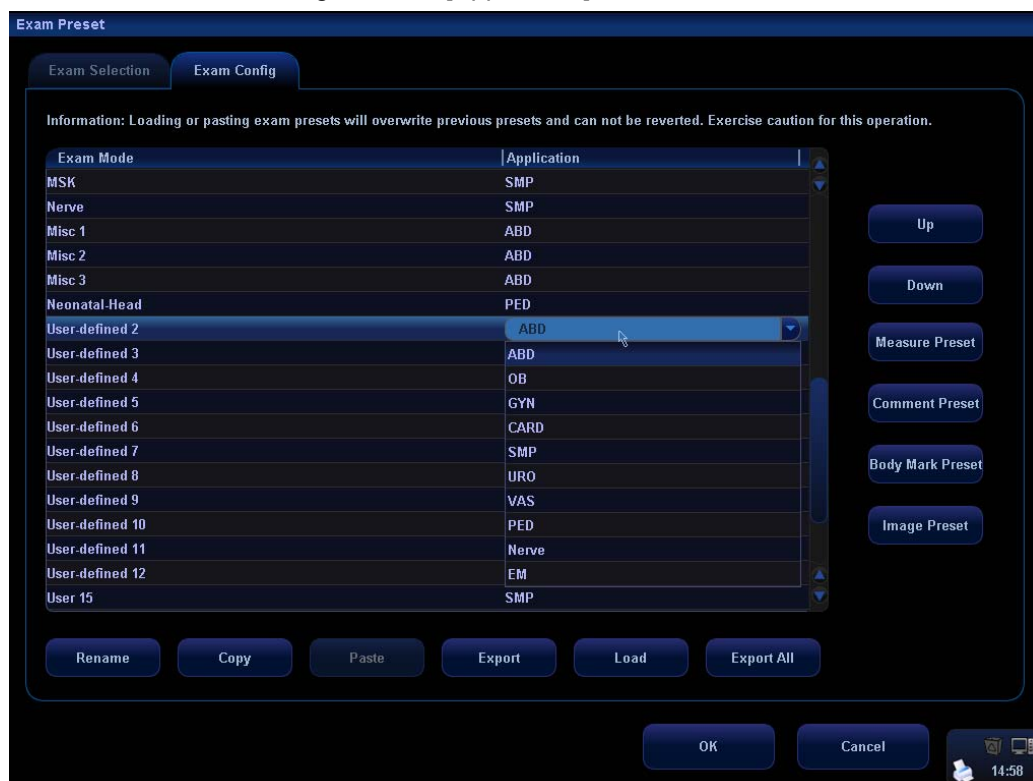 Exam Preset
Exam Selection Exam Config
Information: Loading or pasting exam presets will overwrite previous presets and can not be reverted. Exercise caution for this operation.
Exam Mode Application
MSK SMP
Nerve SMP
Misc 1 ABD
Misc 2 ABD
Misc 3 ABD
Neonatal-Head PED
User-defined 2 ABD
User-defined 3 ABD
User-defined 4 OB
User-defined 5 GYN
User-defined 6 CARD
User-defined 7 SMP
User-defined 8 URO
User-defined 9 VAS
User-defined 10 PED
User-defined 11 Nerve
User-defined 12 EM
User 15 SMP
Up
Down
Measure Preset
Comment Preset
Body Mark Preset
Image Preset
Rename Copy Paste Export Load Export All
OK Cancel
14:58